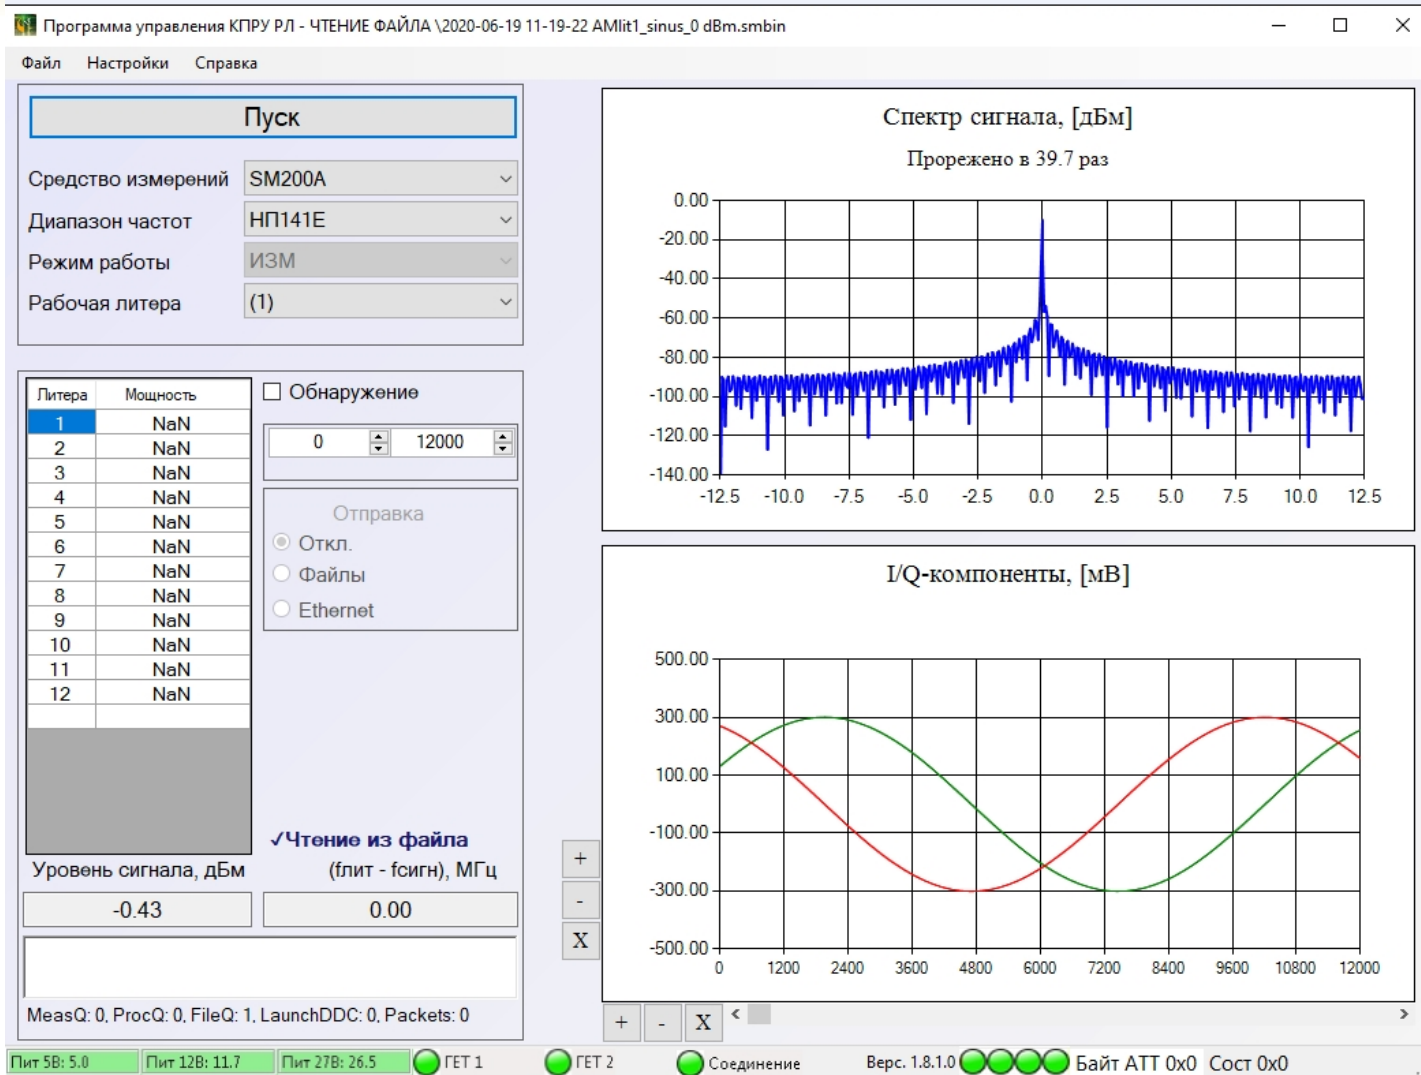 Программа управления КПРУ РЛ - ЧТЕНИЕ ФАЙЛА \2020-06-19 11-19-22 AMlit1_sinus_0 dBm.smbin
Файл Настройки Справка
Пуск
Средство измерений SM200A
Диапазон частот НП141Е
Режим работы ИЗМ
Рабочая литера (1)
Литера Мощность
1 NaN
2 NaN
3 NaN
4 NaN
5 NaN
6 NaN
7 NaN
8 NaN
9 NaN
10 NaN
11 NaN
12 NaN
Обнаружение
0 12000
Отправка
Откл.
Файлы
Ethernet
✓Чтение из файла
Уровень сигнала, дБм (fлит - fсигн), МГц
-0.43 0.00
MeasQ: 0, ProcQ: 0, FileQ: 1, LaunchDDC: 0, Packets: 0
Спектр сигнала, [дБм]
Прорежено в 39.7 раз
0.00
-20.00
-40.00
-60.00
-80.00
-100.00
-120.00
-140.00
-12.5 -10.0 -7.5 -5.0 -2.5 0.0 2.5 5.0 7.5 10.0 12.5
I/Q-компоненты, [мВ]
500.00
300.00
100.00
-100.00
-300.00
-500.00
0 1200 2400 3600 4800 6000 7200 8400 9600 10800 12000
+
-
X
+ - X
Пит 5В: 5.0 Пит 12В: 11.7 Пит 27В: 26.5 ГЕТ 1 ГЕТ 2 Соединение Верс. 1.8.1.0 Байт АТТ 0x0 Сост 0x0